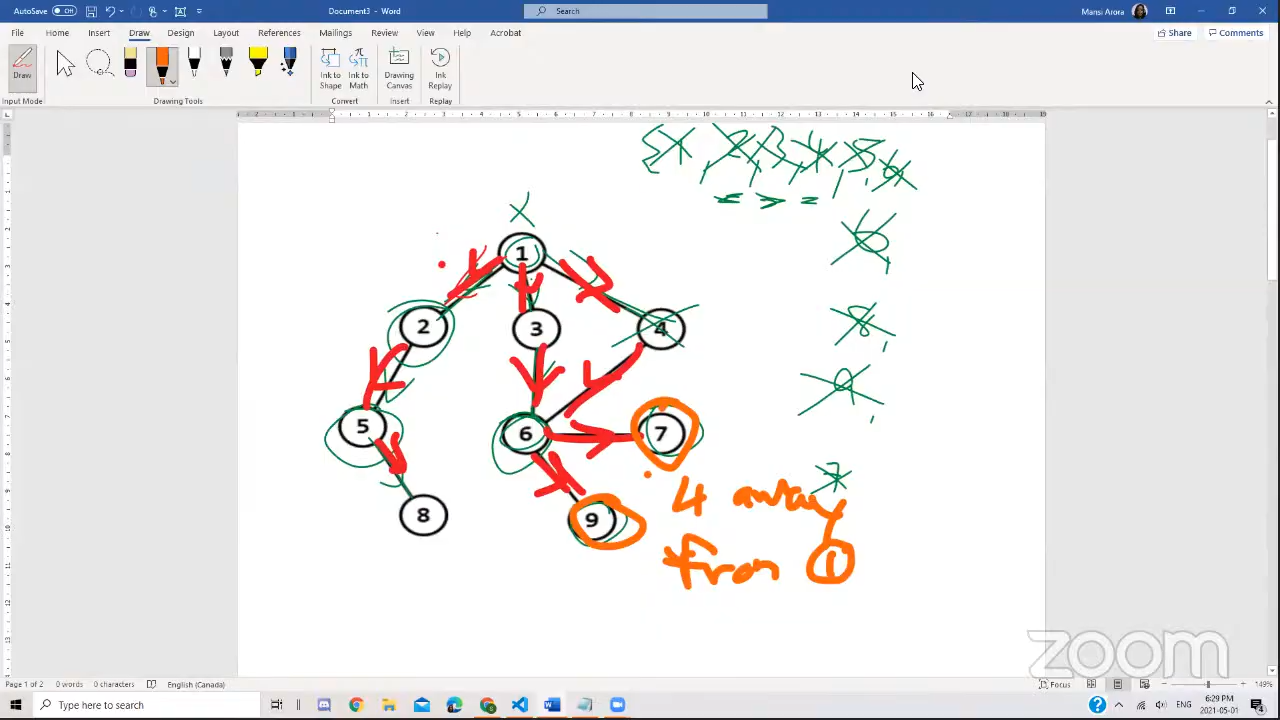 AutoSave Off Document3 - Word Search Mansi Arora
File Home Insert Draw Design Layout References Mailings Review View Help Acrobat Share Comments
Draw
Ink to Shape
Ink to Math
Drawing Canvas
Ink Replay
Input Mode Drawing Tools Convert Insert Replay
1
2 3 4
5 6 7
8 9
4 away
from 1
zoom
Page 1 of 2 0 words 0 characters English (Canada) Focus 149%
Type here to search
6:29 PM
2021-05-01